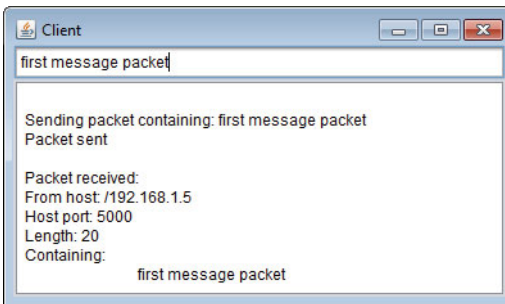 Client
first message packet
Sending packet containing: first message packet
Packet sent
Packet received:
From host: /192.168.1.5
Host port: 5000
Length: 20
Containing:
first message packet